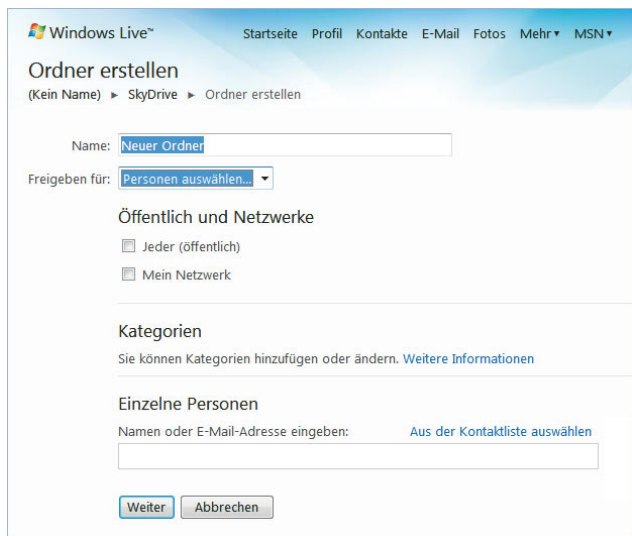 Windows Live™ Startseite Profil Kontakte E-Mail Fotos Mehr▾ MSN▾
Ordner erstellen
(Kein Name) ► SkyDrive ► Ordner erstellen
Name: Neuer Ordner
Freigeben für: Personen auswählen...
Öffentlich und Netzwerke
Jeder (öffentlich)
Mein Netzwerk
Kategorien
Sie können Kategorien hinzufügen oder ändern. Weitere Informationen
Einzelne Personen
Namen oder E-Mail-Adresse eingeben: Aus der Kontaktliste auswählen
Weiter Abbrechen